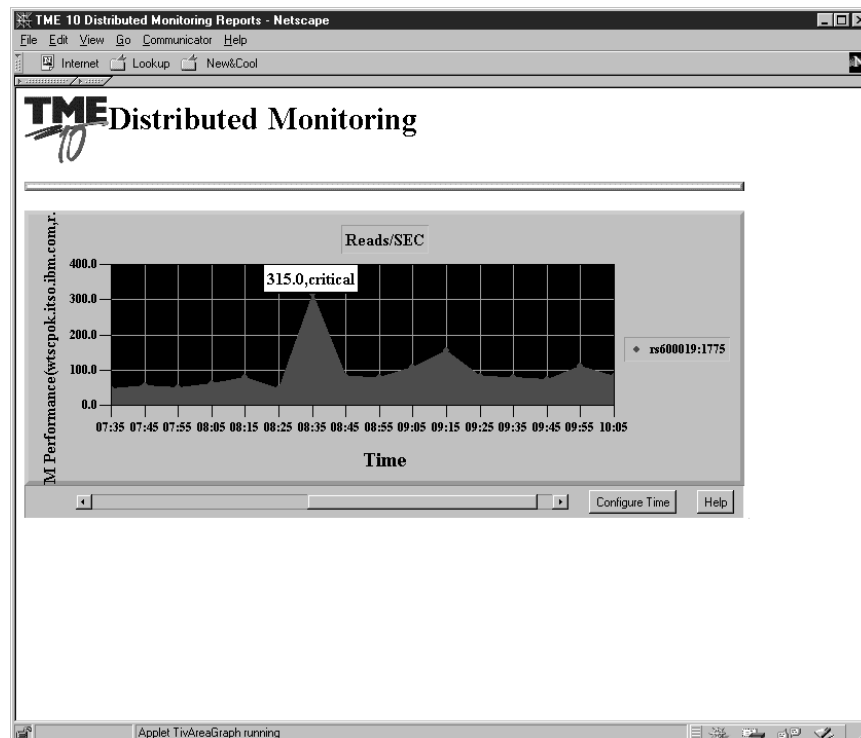 TME 10 Distributed Monitoring Reports - Netscape
File Edit View Go Communicator Help
Internet Lookup New&Cool
N
TME
10
Distributed Monitoring
M Performance(wtscpok.itso.ibm.com,r.
Reads/SEC
400.0
315.0,critical
300.0
200.0
rs600019:1775
100.0
0.0
07:35 07:45 07:55 08:05 08:15 08:25 08:35 08:45 08:55 09:05 09:15 09:25 09:35 09:45 09:55 10:05
Time
Configure Time
Help
Applet TivAreaGraph running